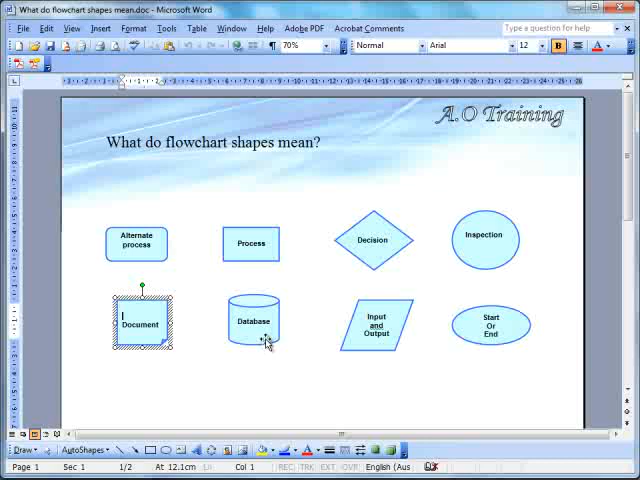 What do flowchart shapes mean.doc - Microsoft Word
File Edit View Insert Format Tools Table Window Help Adobe PDF Acrobat Comments
Type a question for help
70% Normal Arial 12 B A
A.O Training
What do flowchart shapes mean?
Alternate
process
Process
Decision
Inspection
Document
Database
Input
and
Output
Start
Or
End
Draw AutoShapes
Page 1 Sec 1 1/2 At 12.1cm Ln Col 1 REC TRK EXT OVR English (Aus